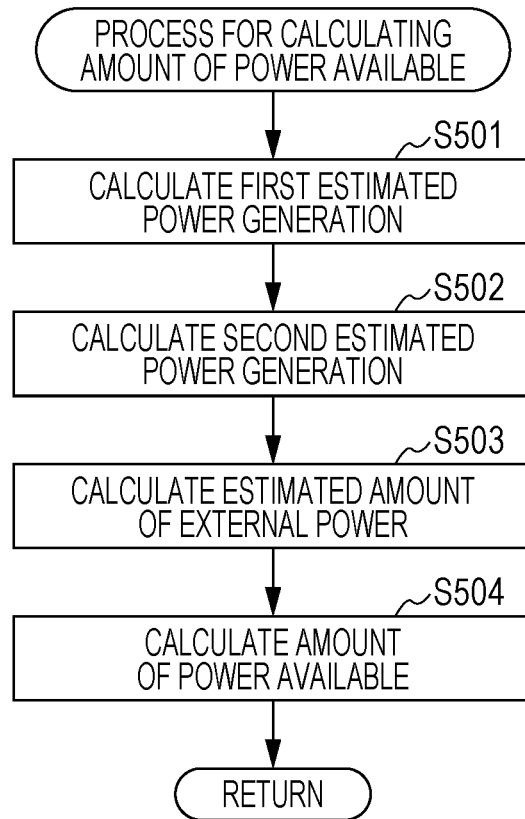 PROCESS FOR CALCULATING
AMOUNT OF POWER AVAILABLE
S501
CALCULATE FIRST ESTIMATED
POWER GENERATION
S502
CALCULATE SECOND ESTIMATED
POWER GENERATION
S503
CALCULATE ESTIMATED AMOUNT
OF EXTERNAL POWER
S504
CALCULATE AMOUNT
OF POWER AVAILABLE
RETURN